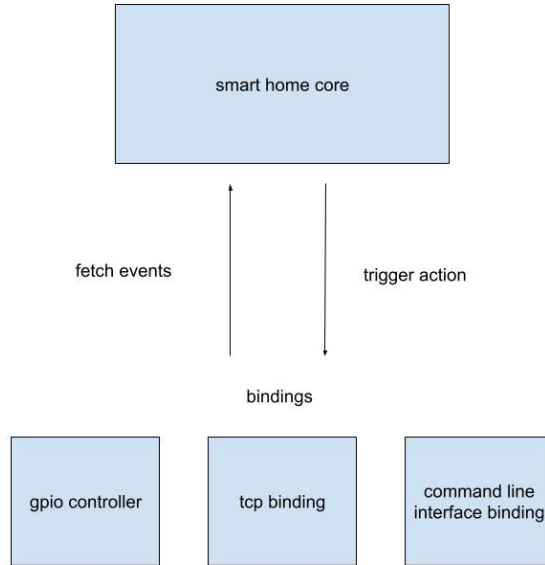 smart home core
fetch events
trigger action
bindings
gpio controller
tcp binding
command line
interface binding